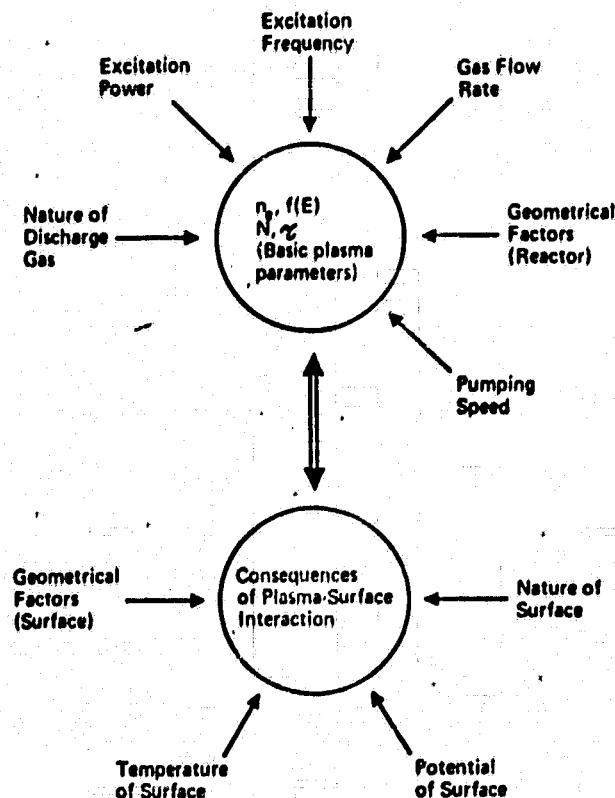 Excitation
Frequency
Excitation
Power
Gas Flow
Rate
Nature of
Discharge
Gas
nₑ, f(E)
N, τ
(Basic plasma
parameters)
Geometrical
Factors
(Reactor)
Pumping
Speed
Geometrical
Factors
(Surface)
Consequences
of Plasma-Surface
Interaction
Nature of
Surface
Temperature
of Surface
Potential
of Surface